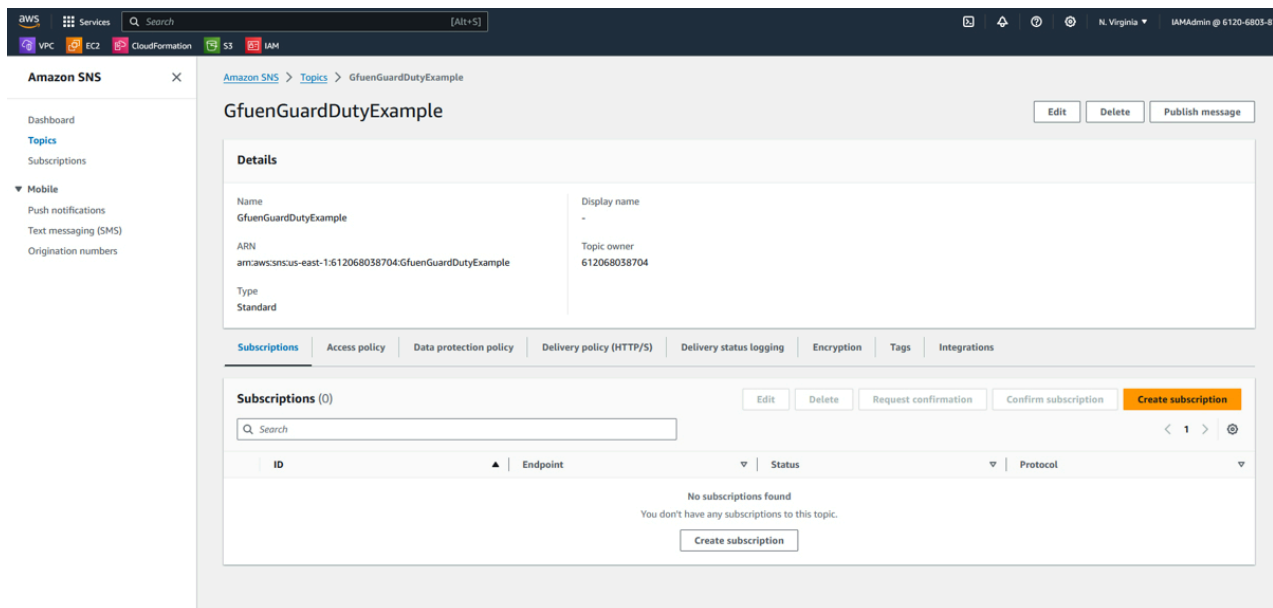 aws Services Search [Alt+S] N. Virginia IAMAdmin @ 6120-6803-8
VPC EC2 CloudFormation S3 IAM
Amazon SNS
Dashboard
Topics
Subscriptions
Mobile
Push notifications
Text messaging (SMS)
Origination numbers
Amazon SNS > Topics > GfuenGuardDutyExample
GfuenGuardDutyExample
Edit Delete Publish message
Details
Name
GfuenGuardDutyExample
ARN
arn:aws:sns:us-east-1:612068038704:GfuenGuardDutyExample
Type
Standard
Display name
-
Topic owner
612068038704
Subscriptions Access policy Data protection policy Delivery policy (HTTP/S) Delivery status logging Encryption Tags Integrations
Subscriptions (0) Edit Delete Request confirmation Confirm subscription Create subscription
Search < 1 >
ID Endpoint Status Protocol
No subscriptions found
You don't have any subscriptions to this topic.
Create subscription